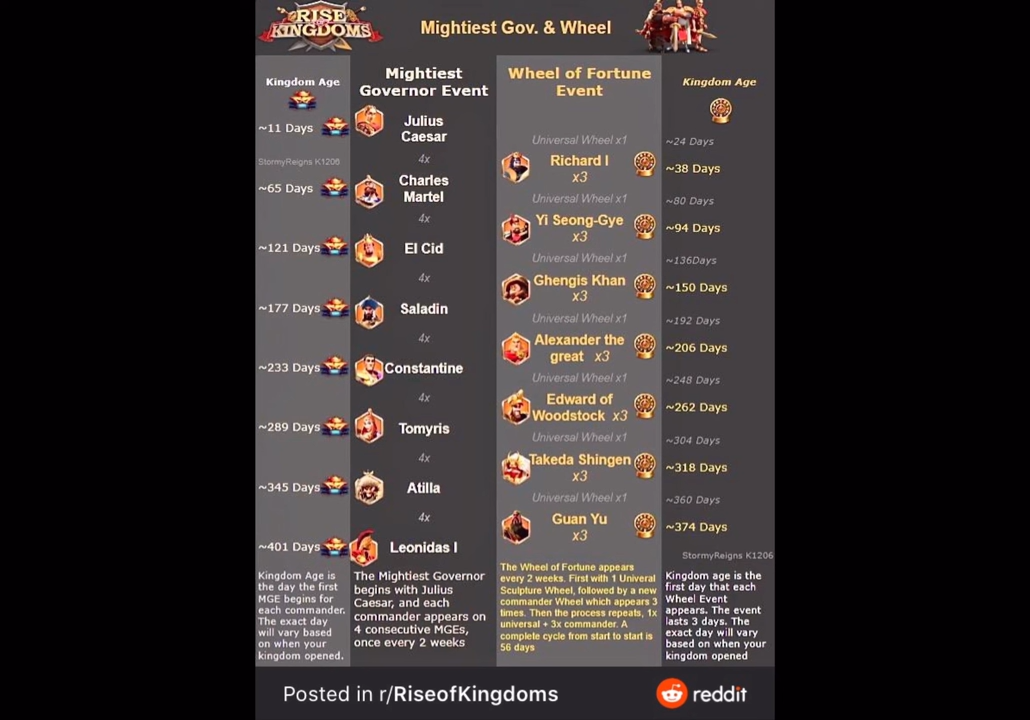 RISE OF KINGDOMS
Mightiest Gov. & Wheel
Kingdom Age
Mightiest
Governor Event
Wheel of Fortune
Event
Kingdom Age
~11 Days
Julius
Caesar
Universal Wheel x1
~24 Days
StormyReigns K1206
4x
Richard I
x3
~38 Days
~65 Days
Charles
Martel
Universal Wheel x1
~80 Days
4x
Yi Seong-Gye
x3
~94 Days
~121 Days
El Cid
Universal Wheel x1
~136Days
4x
Ghengis Khan
x3
~150 Days
~177 Days
Saladin
Universal Wheel x1
~192 Days
4x
Alexander the
great x3
~206 Days
~233 Days
Constantine
Universal Wheel x1
~248 Days
4x
Edward of
Woodstock x3
~262 Days
~289 Days
Tomyris
Universal Wheel x1
~304 Days
4x
Takeda Shingen
x3
~318 Days
~345 Days
Atilla
Universal Wheel x1
~360 Days
4x
Guan Yu
x3
~374 Days
~401 Days
Leonidas I
StormyReigns K1206
Kingdom Age is
the day the first
MGE begins for
each commander.
The exact day
will vary based
on when your
kingdom opened.
The Mightiest Governor
begins with Julius
Caesar, and each
commander appears on
4 consecutive MGEs,
once every 2 weeks
The Wheel of Fortune appears
every 2 weeks. First with 1 Univeral
Sculpture Wheel, followed by a new
commander Wheel which appears 3
times. Then the process repeats, 1x
universal + 3x commander. A
complete cycle from start to start is
56 days
Kingdom age is the
first day that each
Wheel Event
appears. The event
lasts 3 days. The
exact day will vary
based on when your
kingdom opened
Posted in r/RiseofKingdoms
reddit